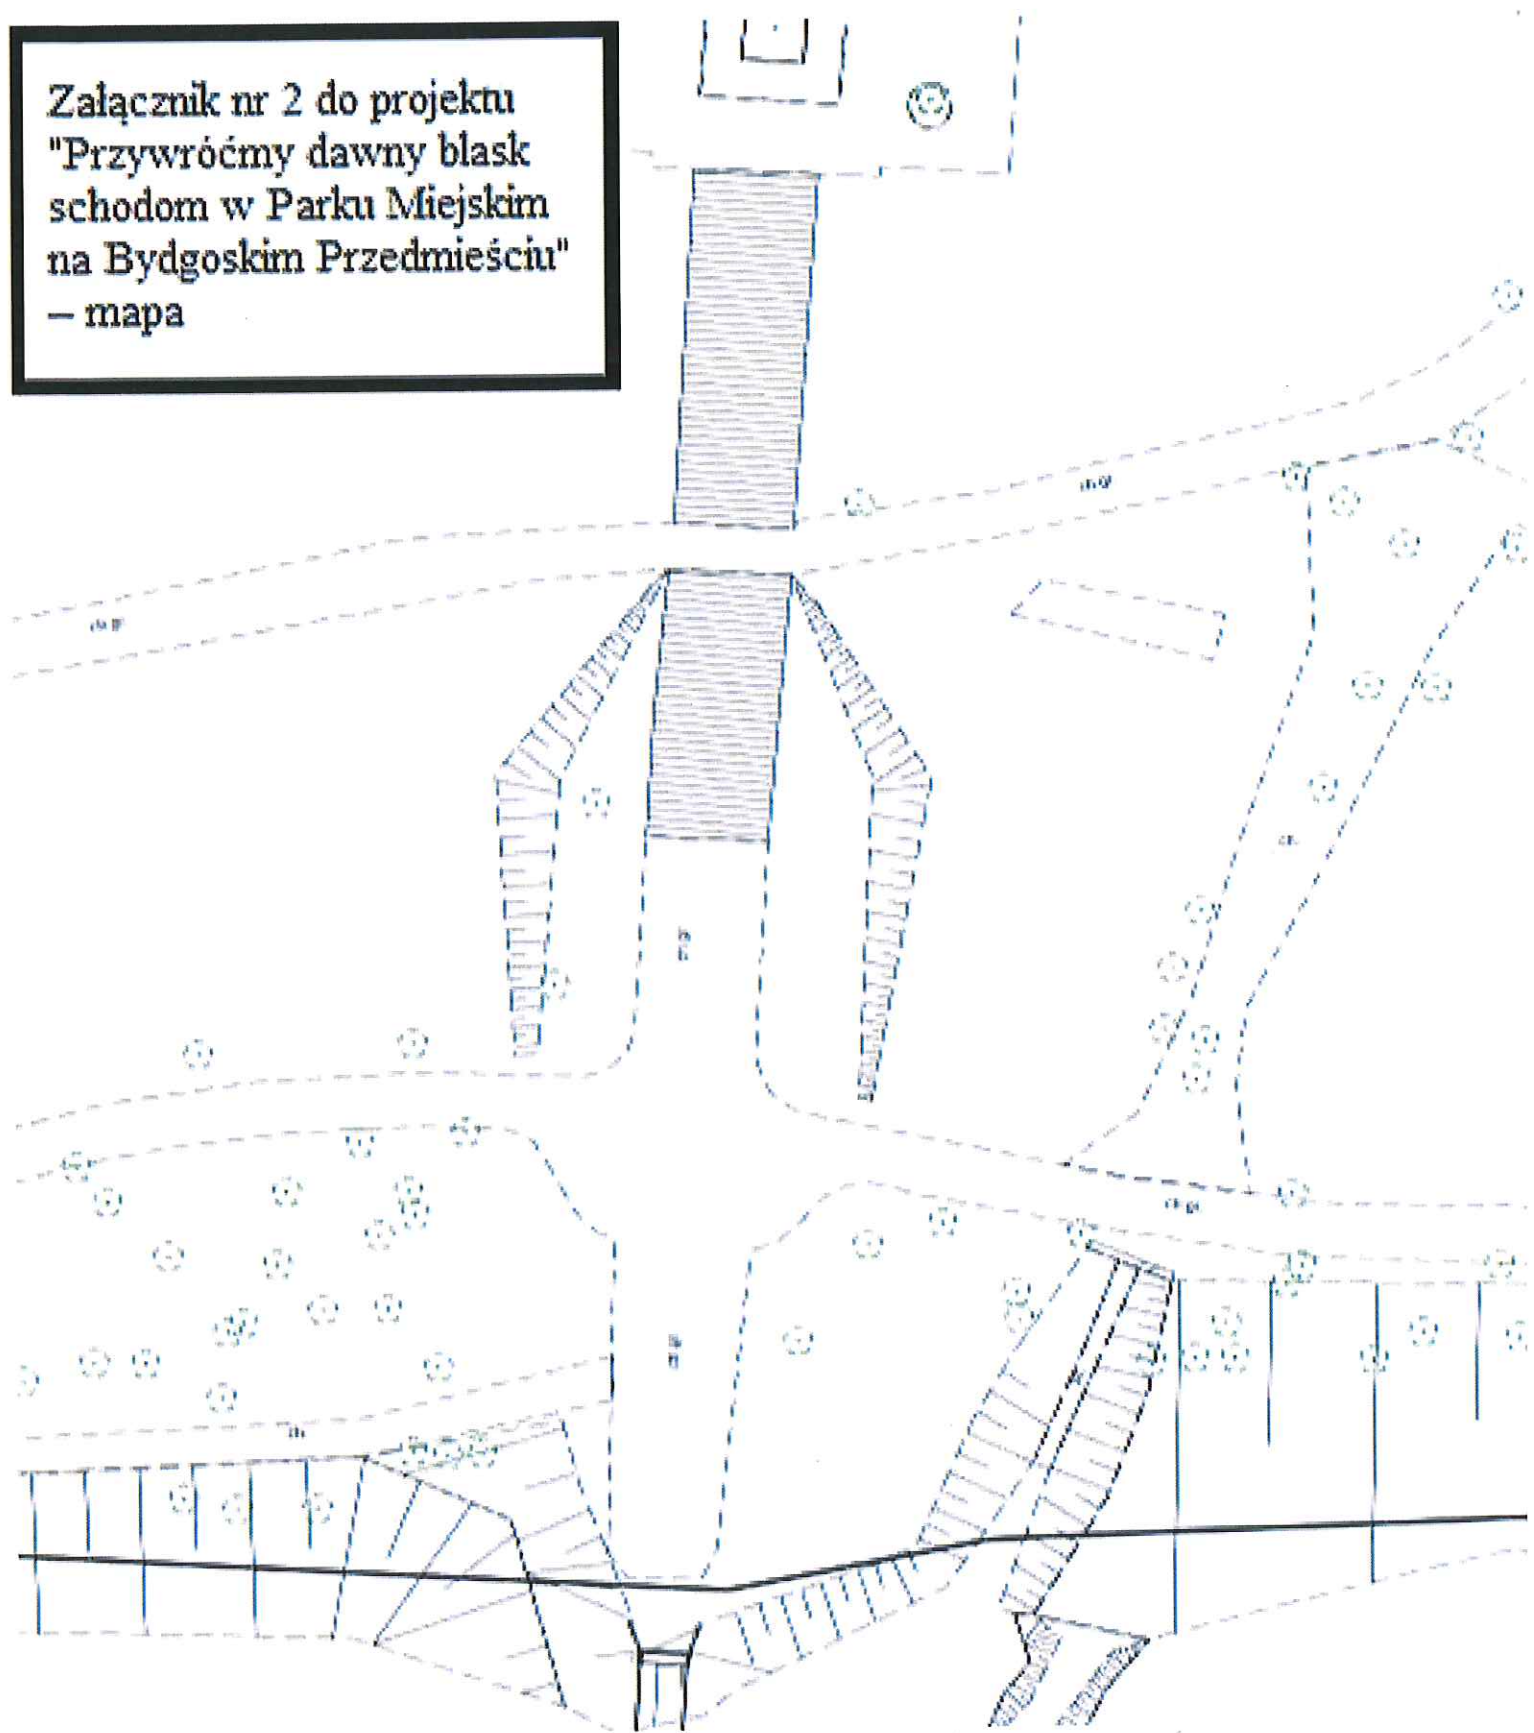 Załącznik nr 2 do projektu
"Przywróćmy dawny blask
schodom w Parku Miejskim
na Bydgoskim Przedmieściu"
– mapa